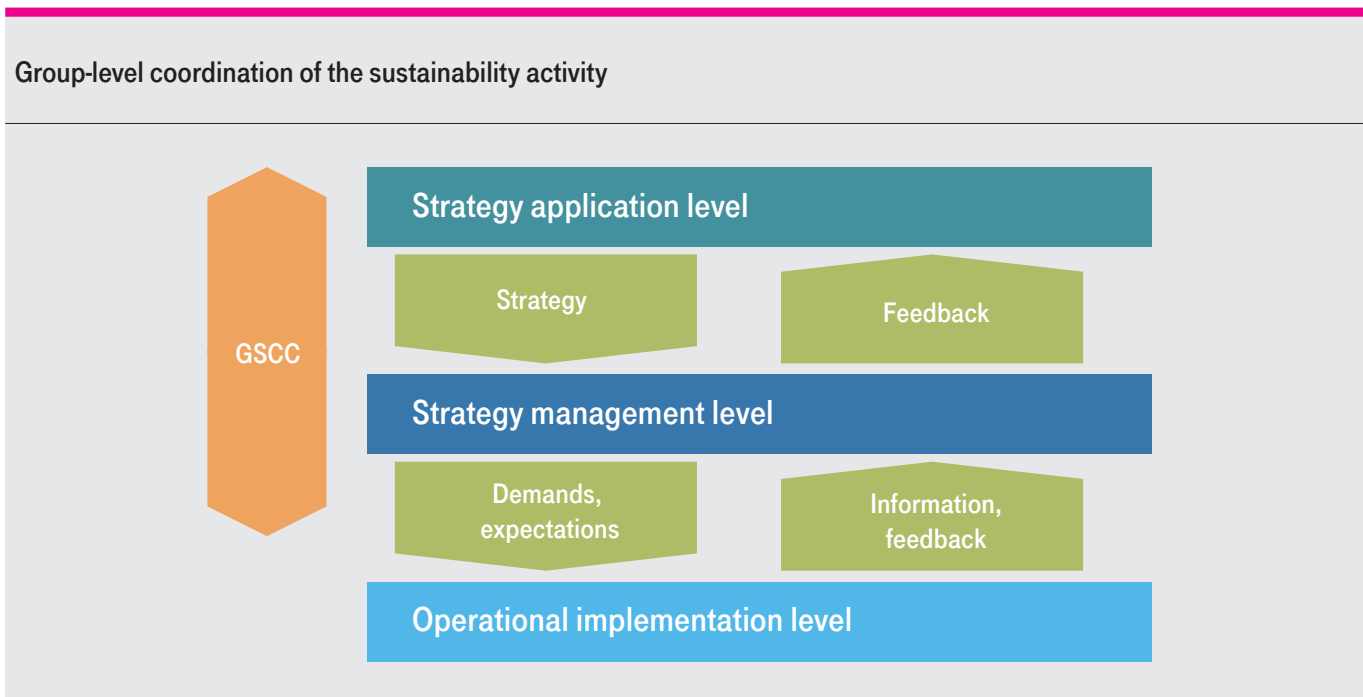 Group-level coordination of the sustainability activity
Strategy application level
Strategy
Feedback
GSCC
Strategy management level
Demands,
expectations
Information,
feedback
Operational implementation level